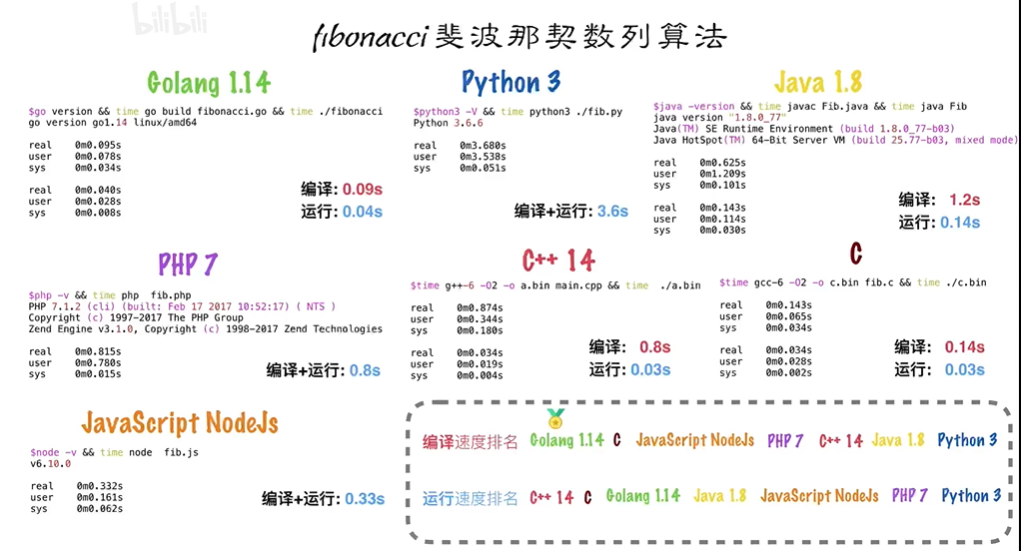 bilibili
fibonacci 斐波那契数列算法
Golang 1.14
$go version && time go build fibonacci.go && time ./fibonacci
go version go1.14 linux/amd64
real 0m0.095s
user 0m0.078s
sys 0m0.034s
real 0m0.040s
user 0m0.028s
sys 0m0.008s
编译: 0.09s
运行: 0.04s
Python 3
$python3 -V && time python3 ./fib.py
Python 3.6.6
real 0m3.680s
user 0m3.538s
sys 0m0.051s
编译+运行: 3.6s
Java 1.8
$java -version && time javac Fib.java && time java Fib
java version "1.8.0_77"
Java(TM) SE Runtime Environment (build 1.8.0_77-b03)
Java HotSpot(TM) 64-Bit Server VM (build 25.77-b03, mixed mode)
real 0m0.625s
user 0m1.209s
sys 0m0.101s
real 0m0.143s
user 0m0.114s
sys 0m0.030s
编译: 1.2s
运行: 0.14s
PHP 7
$php -v && time php fib.php
PHP 7.1.2 (cli) (built: Feb 17 2017 10:52:17) ( NTS )
Copyright (c) 1997-2017 The PHP Group
Zend Engine v3.1.0, Copyright (c) 1998-2017 Zend Technologies
real 0m0.815s
user 0m0.780s
sys 0m0.015s
编译+运行: 0.8s
C++ 14
$time g++-6 -O2 -o a.bin main.cpp && time ./a.bin
real 0m0.874s
user 0m0.344s
sys 0m0.180s
real 0m0.034s
user 0m0.019s
sys 0m0.004s
编译: 0.8s
运行: 0.03s
C
$time gcc-6 -O2 -o c.bin fib.c && time ./c.bin
real 0m0.143s
user 0m0.065s
sys 0m0.034s
real 0m0.034s
user 0m0.028s
sys 0m0.002s
编译: 0.14s
运行: 0.03s
JavaScript NodeJs
$node -v && time node fib.js
v6.10.0
real 0m0.332s
user 0m0.161s
sys 0m0.062s
编译+运行: 0.33s
编译速度排名 Golang 1.14 C JavaScript NodeJs PHP 7 C++ 14 Java 1.8 Python 3
运行速度排名 C++ 14 C Golang 1.14 Java 1.8 JavaScript NodeJs PHP 7 Python 3